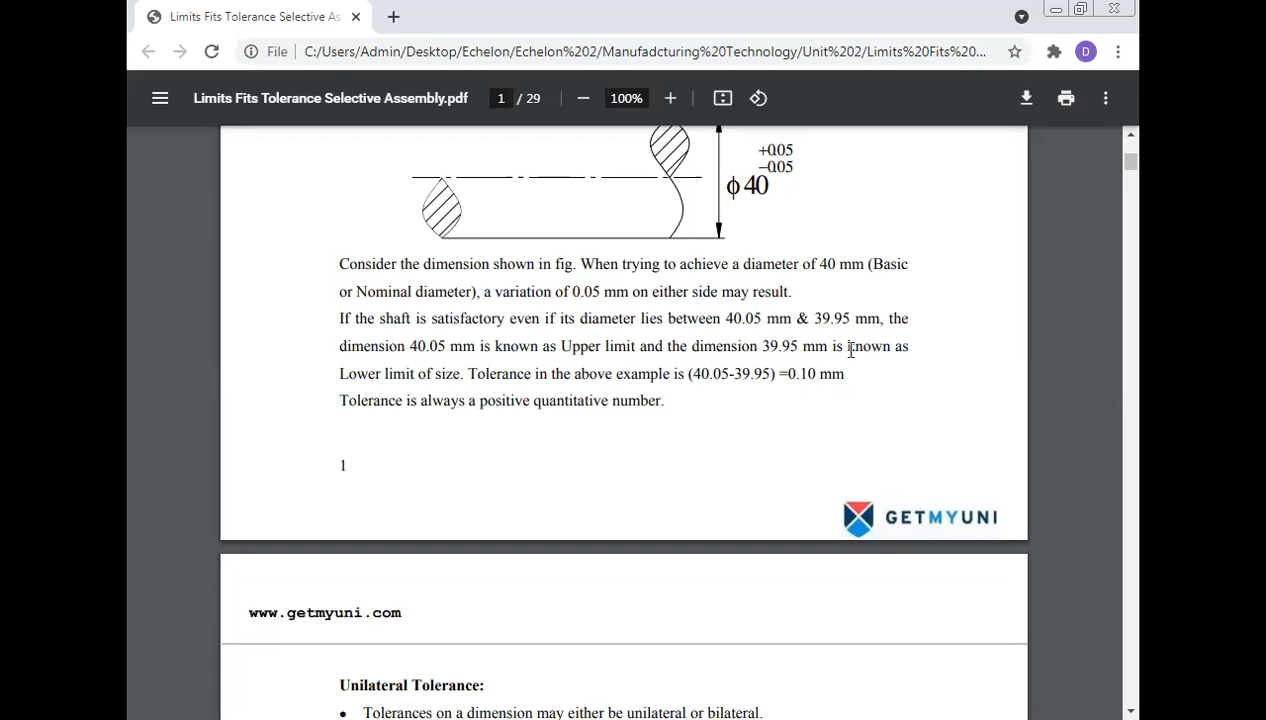 Limits Fits Tolerance Selective As
File C:/Users/Admin/Desktop/Echelon/Echelon%202/Manufadcturing%20Technology/Unit%202/Limits%20Fits%20...
D
Limits Fits Tolerance Selective Assembly.pdf 1 / 29 100%
+0.05
−0.05
ϕ40
Consider the dimension shown in fig. When trying to achieve a diameter of 40 mm (Basic
or Nominal diameter), a variation of 0.05 mm on either side may result.
If the shaft is satisfactory even if its diameter lies between 40.05 mm & 39.95 mm, the
dimension 40.05 mm is known as Upper limit and the dimension 39.95 mm is known as
Lower limit of size. Tolerance in the above example is (40.05-39.95) =0.10 mm
Tolerance is always a positive quantitative number.
1
GETMYUNI
www.getmyuni.com
Unilateral Tolerance:
• Tolerances on a dimension may either be unilateral or bilateral.